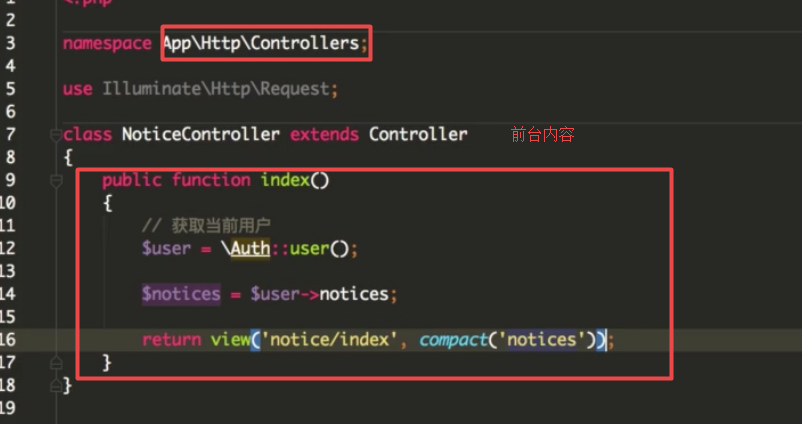 1 <?php
2
3 namespace App\Http\Controllers;
4
5 use Illuminate\Http\Request;
6
7 class NoticeController extends Controller 前台内容
8 {
9 public function index()
10 {
11 // 获取当前用户
12 $user = \Auth::user();
13
14 $notices = $user->notices;
15
16 return view('notice/index', compact('notices'));
17 }
18 }
19